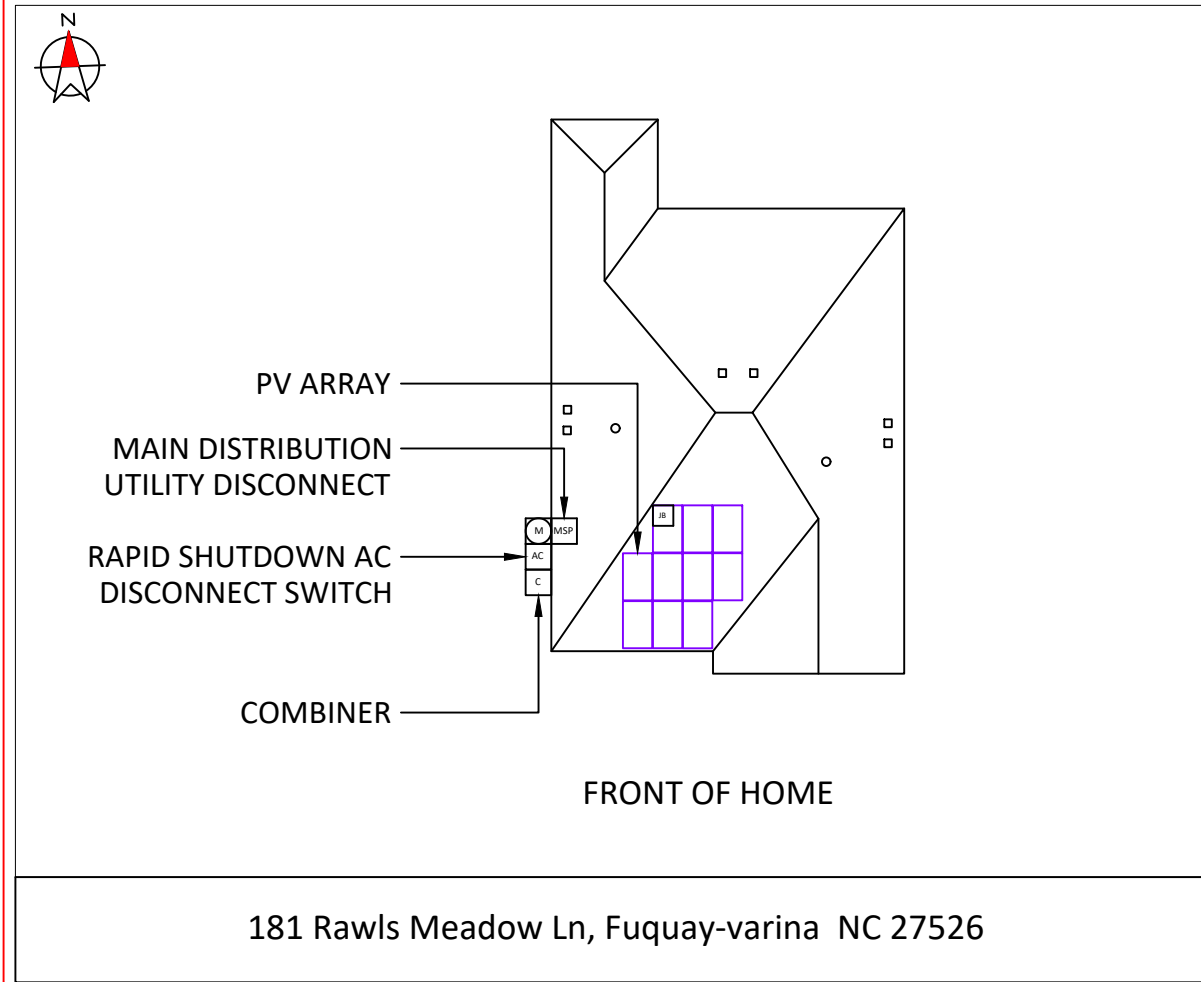 N
PV ARRAY
MAIN DISTRIBUTION
UTILITY DISCONNECT
RAPID SHUTDOWN AC
DISCONNECT SWITCH
COMBINER
M
MSP
AC
C
JB
FRONT OF HOME
181 Rawls Meadow Ln, Fuquay-varina NC 27526